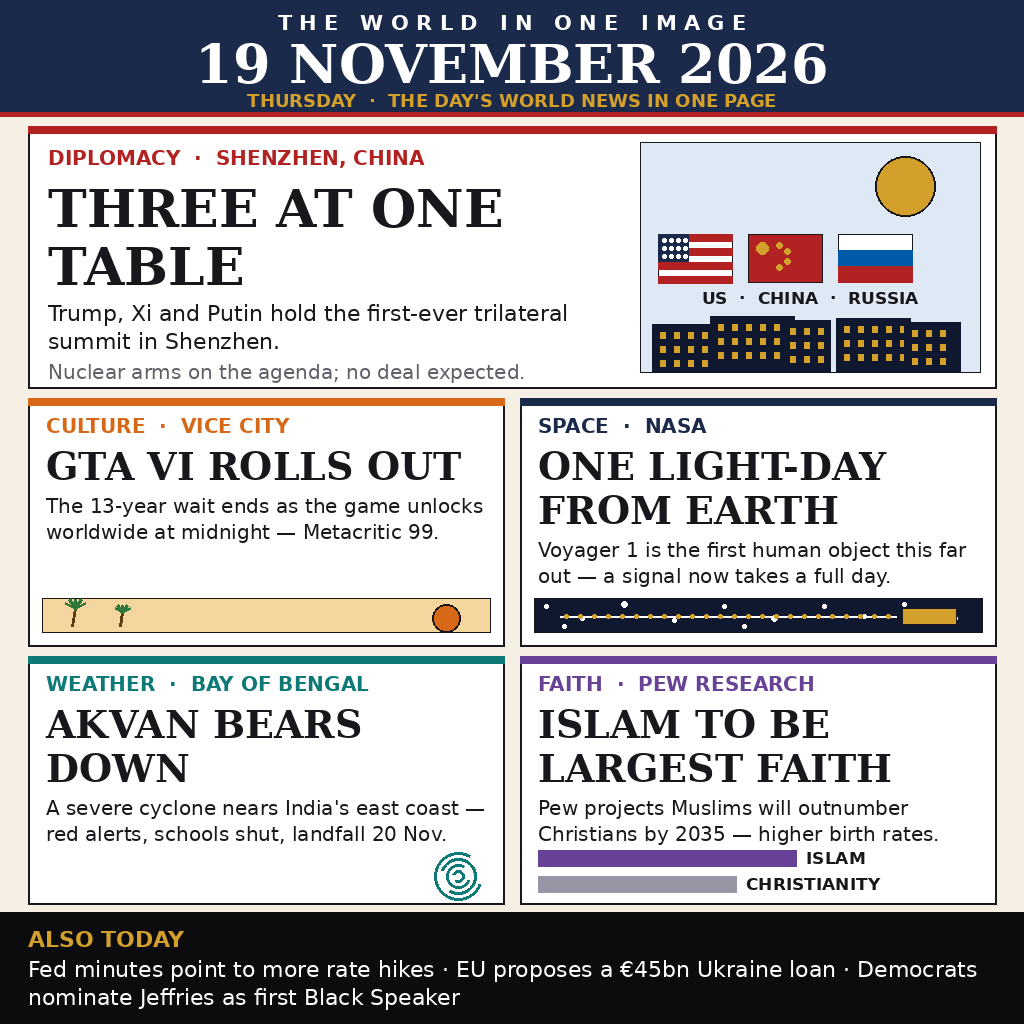 THE WORLD IN ONE IMAGE
19 NOVEMBER 2026
THURSDAY · THE DAY'S WORLD NEWS IN ONE PAGE
DIPLOMACY · SHENZHEN, CHINA
THREE AT ONE
TABLE
Trump, Xi and Putin hold the first-ever trilateral
summit in Shenzhen.
Nuclear arms on the agenda; no deal expected.
US · CHINA · RUSSIA
CULTURE · VICE CITY
GTA VI ROLLS OUT
The 13-year wait ends as the game unlocks
worldwide at midnight — Metacritic 99.
SPACE · NASA
ONE LIGHT-DAY
FROM EARTH
Voyager 1 is the first human object this far
out — a signal now takes a full day.
WEATHER · BAY OF BENGAL
AKVAN BEARS
DOWN
A severe cyclone nears India's east coast —
red alerts, schools shut, landfall 20 Nov.
FAITH · PEW RESEARCH
ISLAM TO BE
LARGEST FAITH
Pew projects Muslims will outnumber
Christians by 2035 — higher birth rates.
ISLAM
CHRISTIANITY
ALSO TODAY
Fed minutes point to more rate hikes · EU proposes a €45bn Ukraine loan · Democrats
nominate Jeffries as first Black Speaker